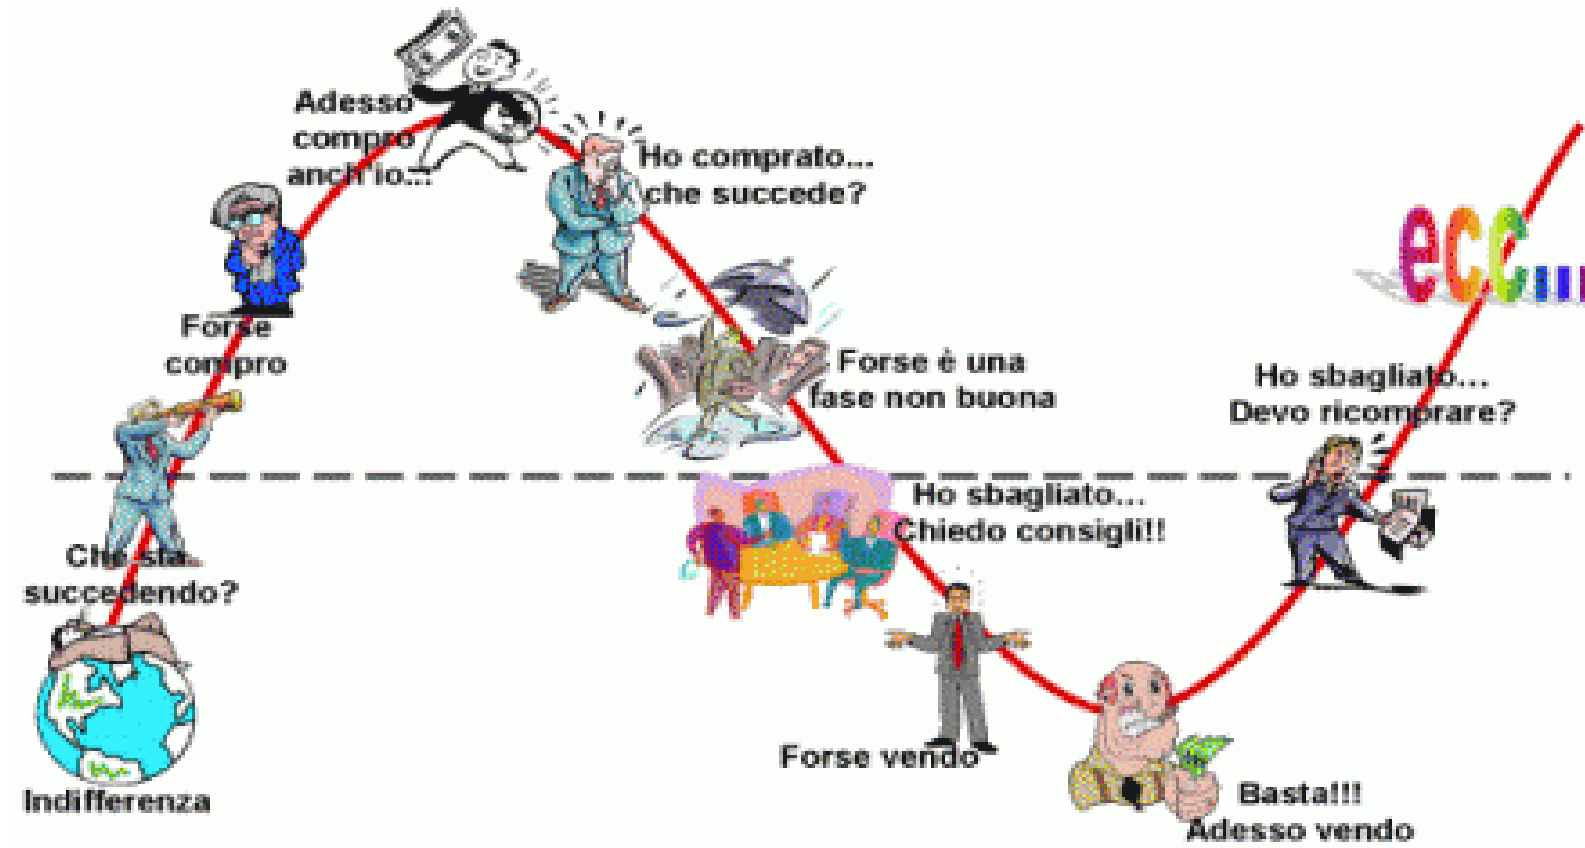 Indifferenza
Che sta
succedendo?
Forse
compro
Adesso
compro
anch'io...
Ho comprato...
che succede?
Forse è una
fase non buona
Ho sbagliato...
Chiedo consigli!!
Forse vendo
Basta!!!
Adesso vendo
Ho sbagliato...
Devo ricomprare?
ecc...